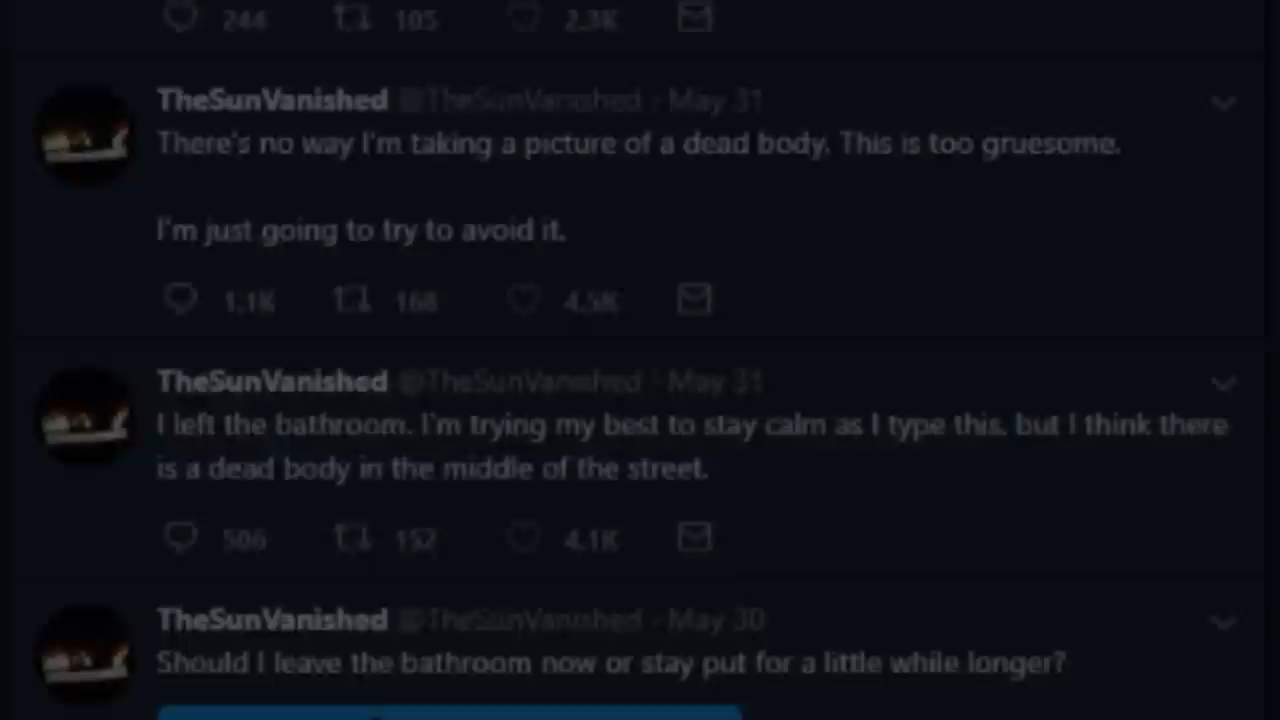 244 105 2.3K
TheSunVanished @TheSunVanished · May 31
There's no way I'm taking a picture of a dead body. This is too gruesome.
I'm just going to try to avoid it.
1.1K 168 4.5K
TheSunVanished @TheSunVanished · May 31
I left the bathroom. I'm trying my best to stay calm as I type this, but I think there
is a dead body in the middle of the street.
506 152 4.1K
TheSunVanished @TheSunVanished · May 30
Should I leave the bathroom now or stay put for a little while longer?